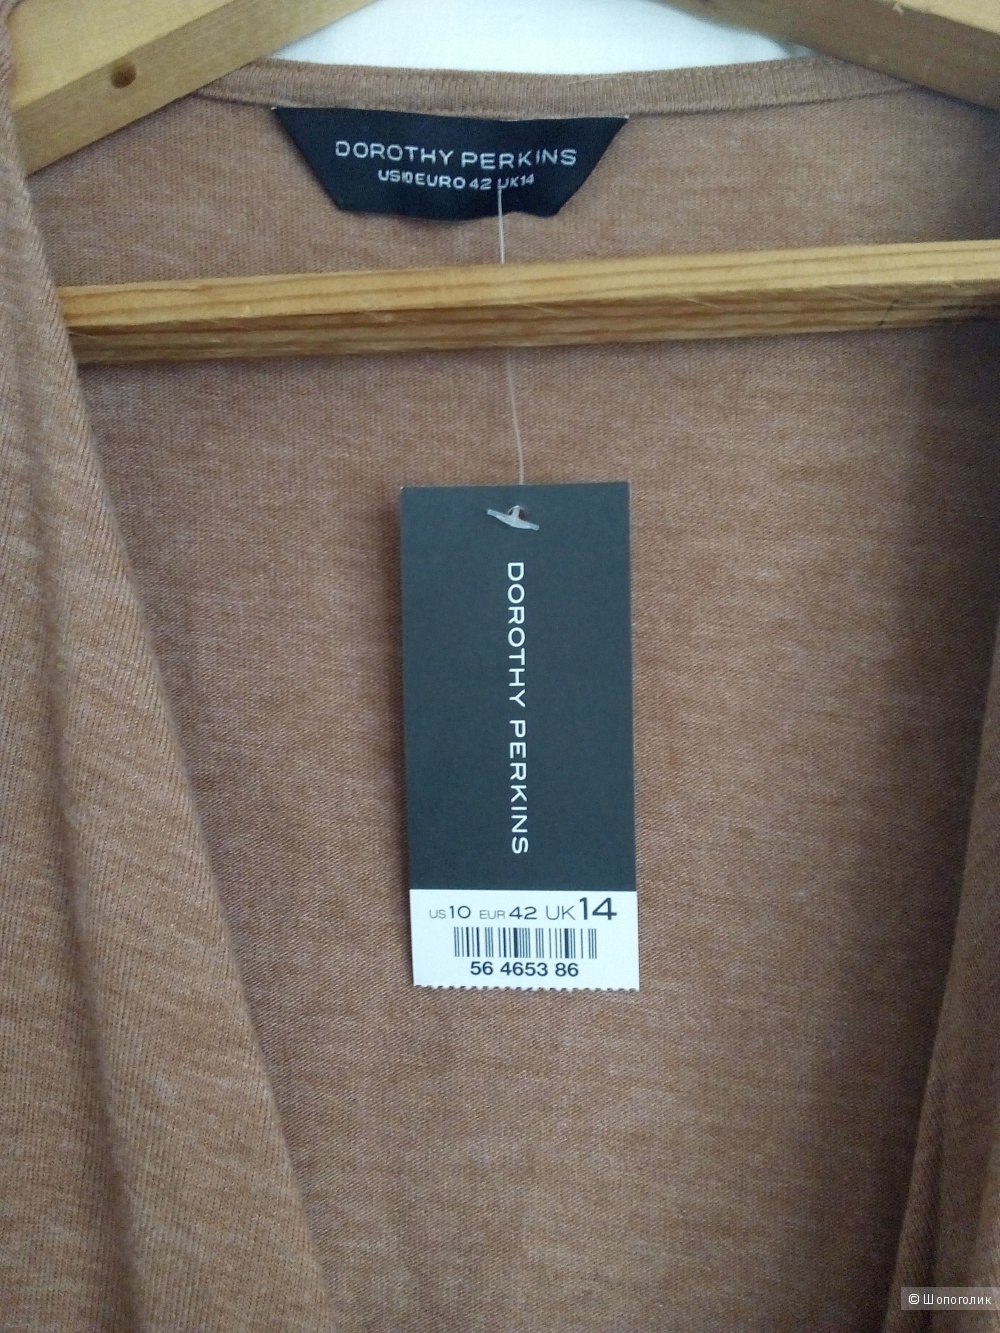 DOROTHY PERKINS
US10 EURO 42 UK14
DOROTHY PERKINS
US 10 EUR 42 UK 14
56 4653 86
© Шопоголик